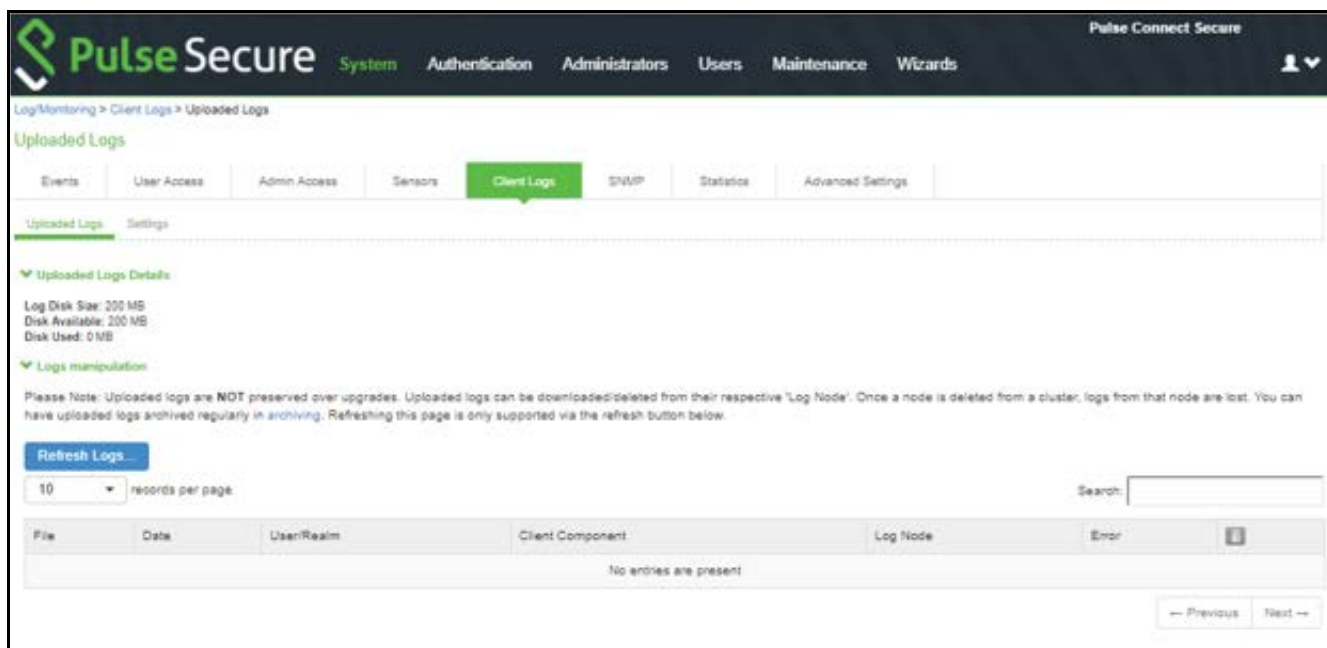 Pulse Connect Secure
Pulse Secure System Authentication Administrators Users Maintenance Wizards
Log/Monitoring > Client Logs > Uploaded Logs
Uploaded Logs
Events User Access Admin Access Sensors Client Logs SNMP Statistics Advanced Settings
Uploaded Logs Settings
Uploaded Logs Details
Log Disk Size: 200 MB
Disk Available: 200 MB
Disk Used: 0 MB
Logs manipulation
Please Note: Uploaded logs are NOT preserved over upgrades. Uploaded logs can be downloaded/deleted from their respective 'Log Node'. Once a node is deleted from a cluster, logs from that node are lost. You can
have uploaded logs archived regularly in archiving. Refreshing this page is only supported via the refresh button below.
Refresh Logs...
10 records per page Search:
File Date User/Realm Client Component Log Node Error
No entries are present
← Previous Next →